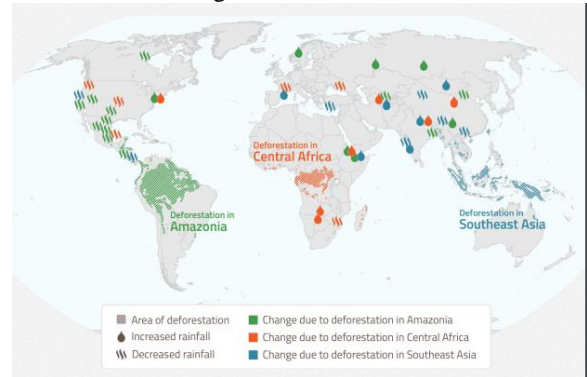 Deforestation in
Central Africa
Deforestation in
Amazonia
Deforestation in
Southeast Asia
Area of deforestation
Increased rainfall
Decreased rainfall
Change due to deforestation in Amazonia
Change due to deforestation in Central Africa
Change due to deforestation in Southeast Asia